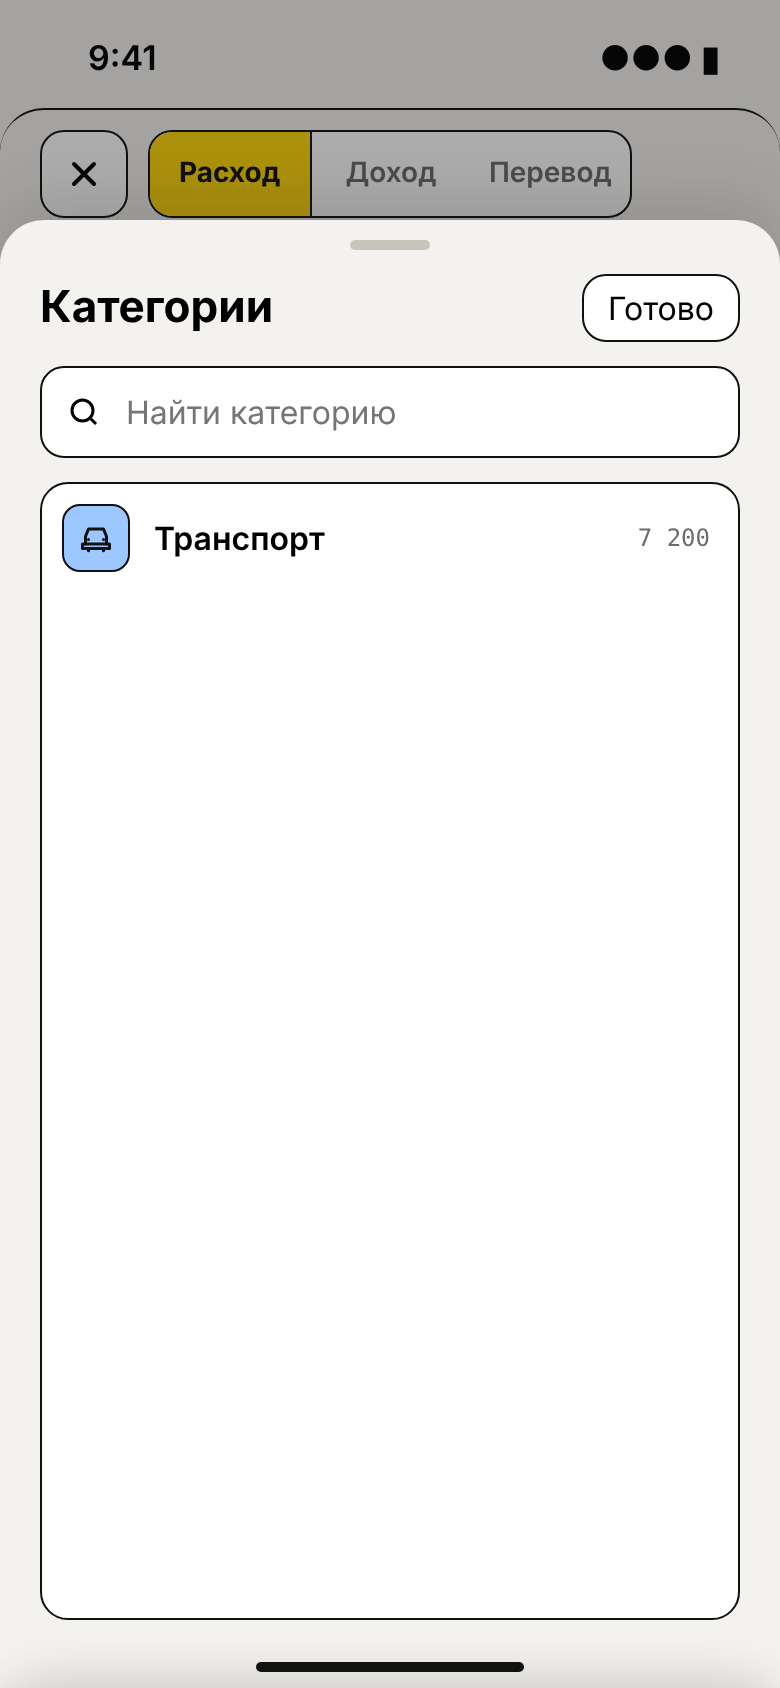 9:41
Расход Доход Перевод
Категории
Готово
Найти категорию
Транспорт 7 200